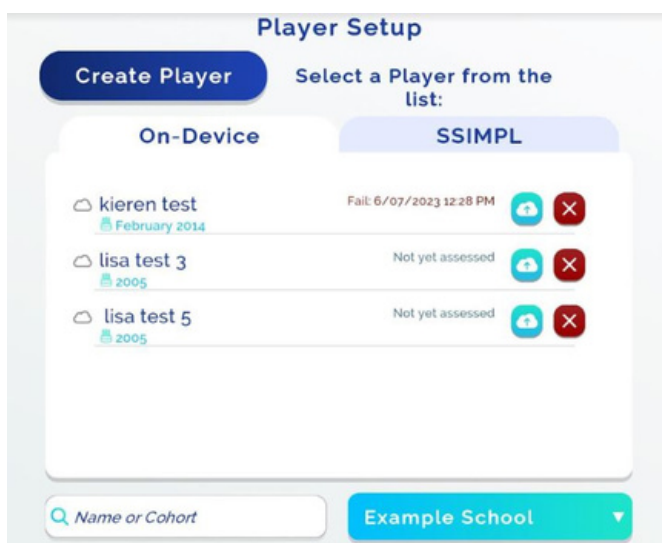 Player Setup
Create Player
Select a Player from the
list:
On-Device
SSIMPL
kieren test
Fail: 6/07/2023 12:28 PM
February 2014
lisa test 3
Not yet assessed
2005
lisa test 5
Not yet assessed
2005
Name or Cohort
Example School